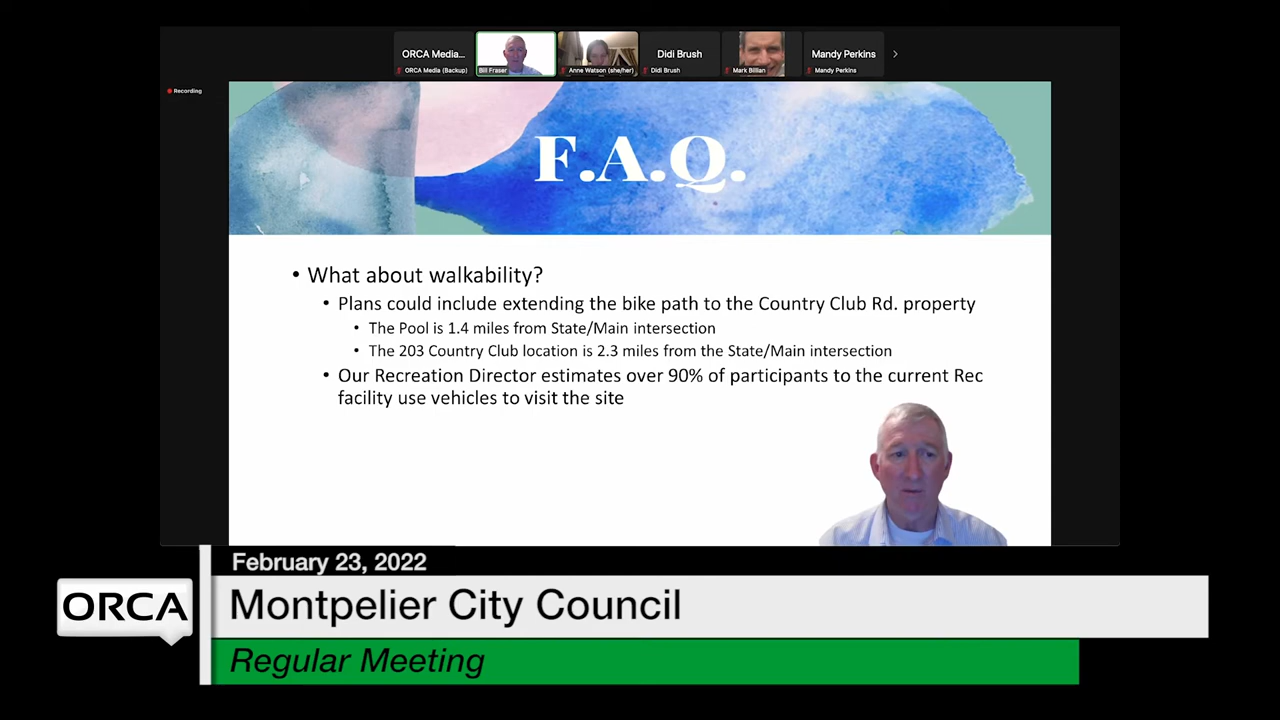 ORCA Media...
Didi Brush
Mandy Perkins
ORCA Media (Backup)
Bill Fraser
Anne Watson (she/her)
Didi Brush
Mark Billian
Mandy Perkins
Recording
F.A.Q.
• What about walkability?
• Plans could include extending the bike path to the Country Club Rd. property
• The Pool is 1.4 miles from State/Main intersection
• The 203 Country Club location is 2.3 miles from the State/Main intersection
• Our Recreation Director estimates over 90% of participants to the current Rec
facility use vehicles to visit the site
February 23, 2022
ORCA
Montpelier City Council
Regular Meeting